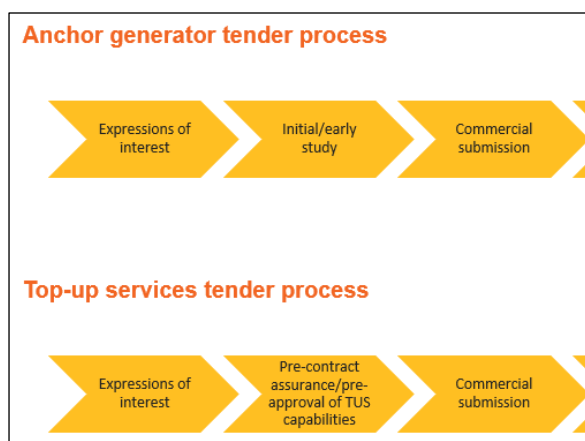 Anchor generator tender process
Expressions of
interest
Initial/early
study
Commercial
submission
Top-up services tender process
Expressions of
interest
Pre-contract
assurance/pre-
approval of TUS
capabilities
Commercial
submission